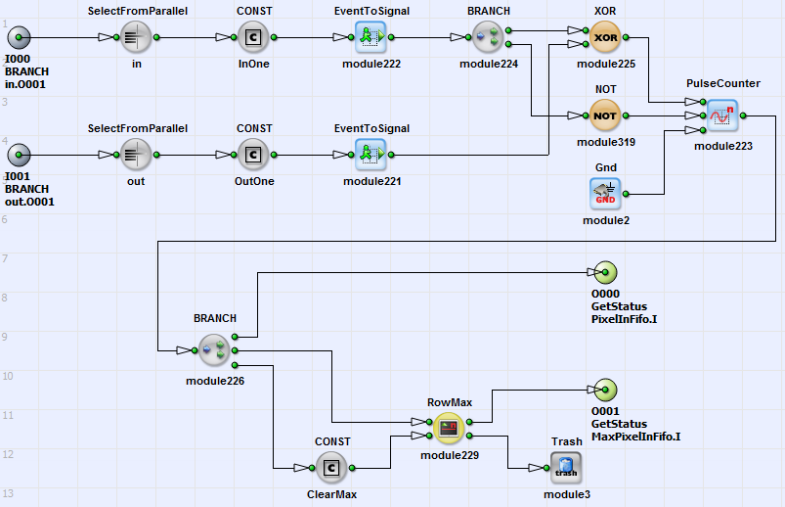 1
SelectFromParallel CONST EventToSignal BRANCH XOR
C XOR
I000 in InOne module222 module224 module225
BRANCH
in.O001
3
NOT PulseCounter
NOT n
module319 module223
4
SelectFromParallel CONST EventToSignal
C
I001 out OutOne module221
BRANCH
out.O001
Gnd
GND
module2
6
7
8
O000
GetStatus
PixelInFifo.I
9
BRANCH
module226
10
11
O001
GetStatus
MaxPixelInFifo.I
RowMax
module229
12
CONST
C
ClearMax
Trash
trash
module3
13